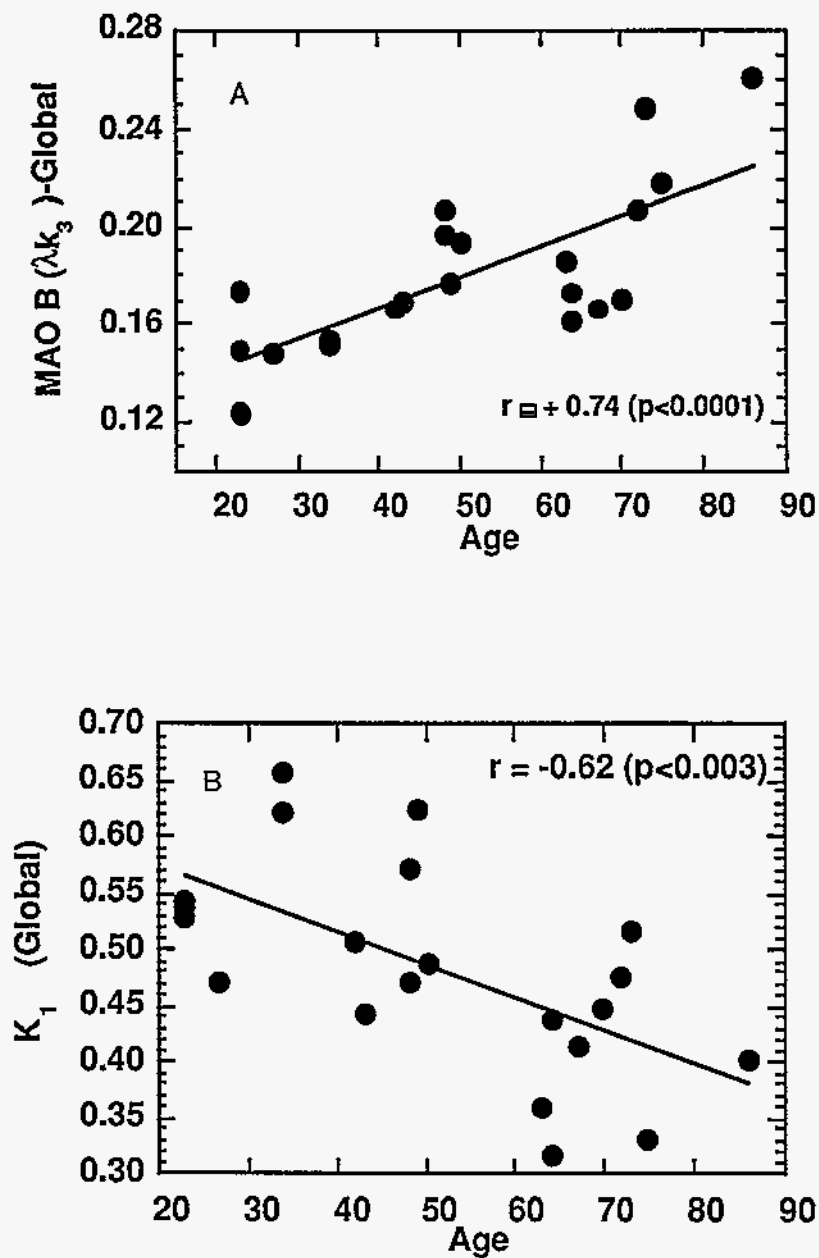 0.28
A
0.24
0.20
0.16
0.12
MAO B (λk3)-Global
r = + 0.74 (p<0.0001)
20 30 40 50 60 70 80 90
Age
0.70
r = -0.62 (p<0.003)
0.65
B
0.60
0.55
0.50
0.45
0.40
0.35
0.30
K1 (Global)
20 30 40 50 60 70 80 90
Age